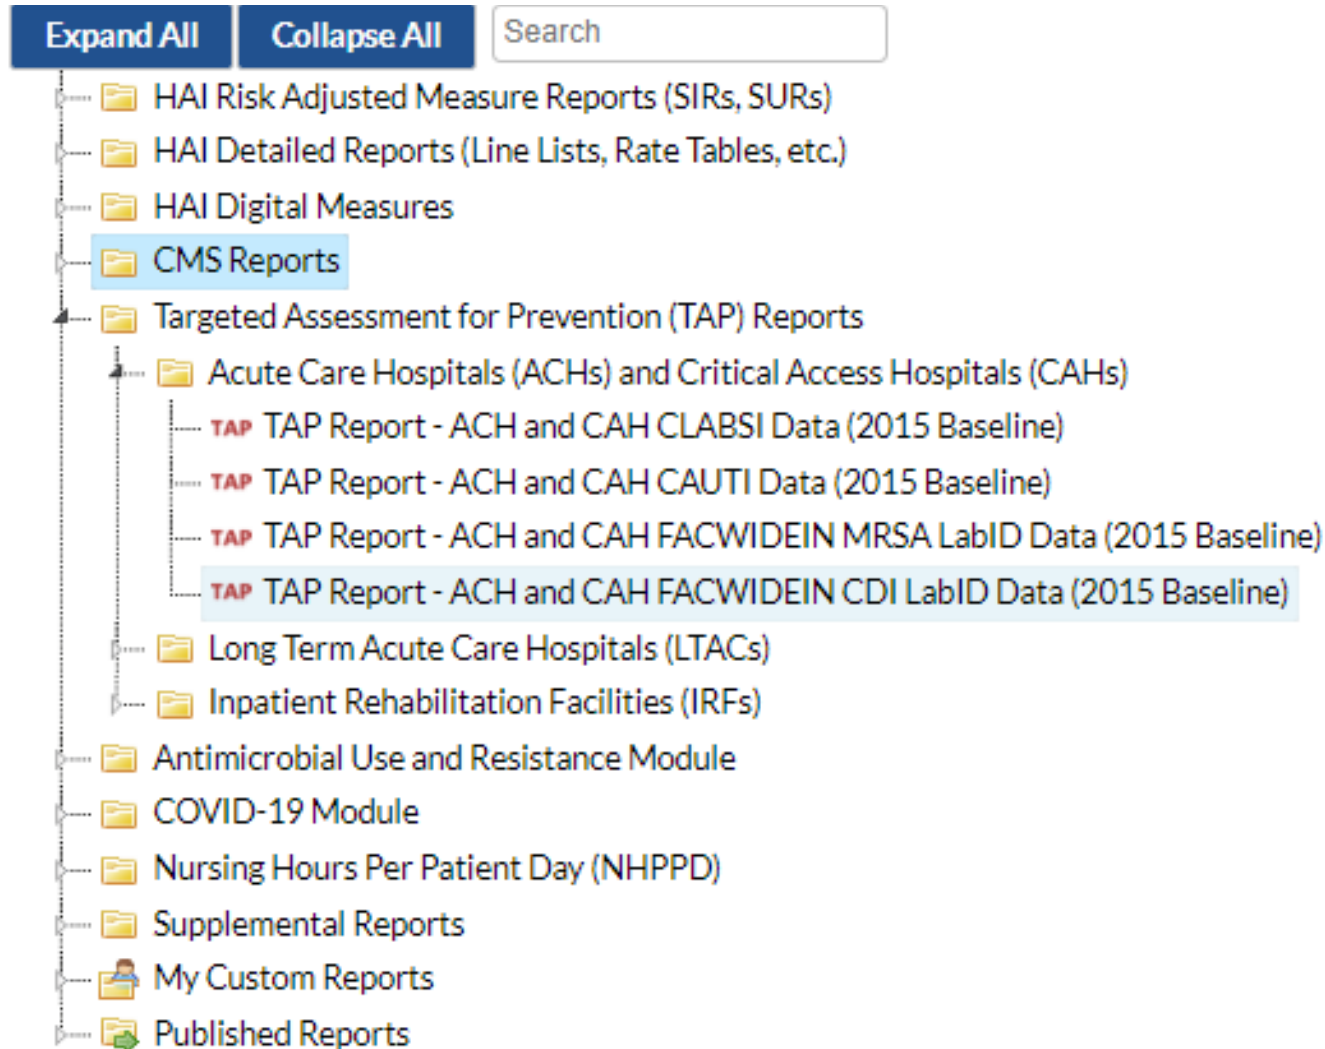 Expand All Collapse All Search
HAI Risk Adjusted Measure Reports (SIRs, SURs)
HAI Detailed Reports (Line Lists, Rate Tables, etc.)
HAI Digital Measures
CMS Reports
Targeted Assessment for Prevention (TAP) Reports
Acute Care Hospitals (ACHs) and Critical Access Hospitals (CAHs)
TAP TAP Report - ACH and CAH CLABSI Data (2015 Baseline)
TAP TAP Report - ACH and CAH CAUTI Data (2015 Baseline)
TAP TAP Report - ACH and CAH FACWIDEIN MRSA LabID Data (2015 Baseline)
TAP TAP Report - ACH and CAH FACWIDEIN CDI LabID Data (2015 Baseline)
Long Term Acute Care Hospitals (LTACs)
Inpatient Rehabilitation Facilities (IRFs)
Antimicrobial Use and Resistance Module
COVID-19 Module
Nursing Hours Per Patient Day (NHPPD)
Supplemental Reports
My Custom Reports
Published Reports